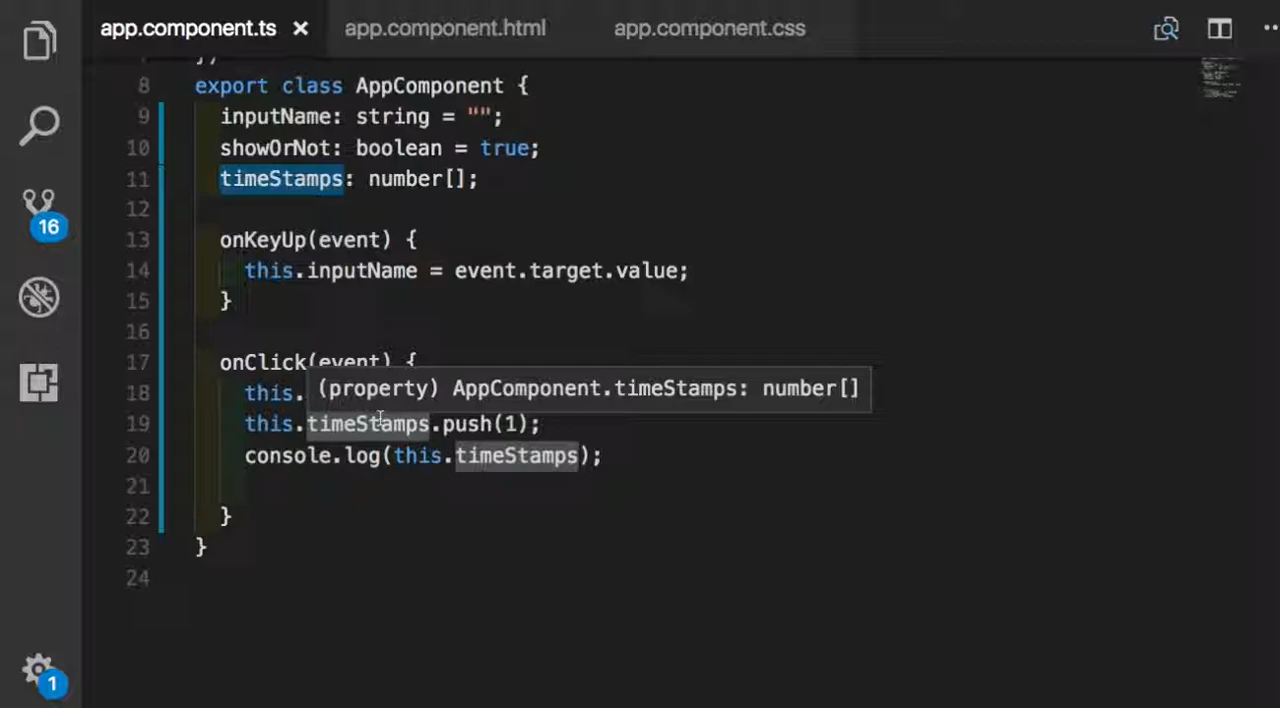 app.component.ts × app.component.html app.component.css
8 export class AppComponent {
9 inputName: string = "";
10 showOrNot: boolean = true;
11 timeStamps: number[];
12
13 onKeyUp(event) {
14 this.inputName = event.target.value;
15 }
16
17 onClick(event) {
(property) AppComponent.timeStamps: number[]
18 this.
19 this.timeStamps.push(1);
20 console.log(this.timeStamps);
21
22 }
23 }
24
16
1